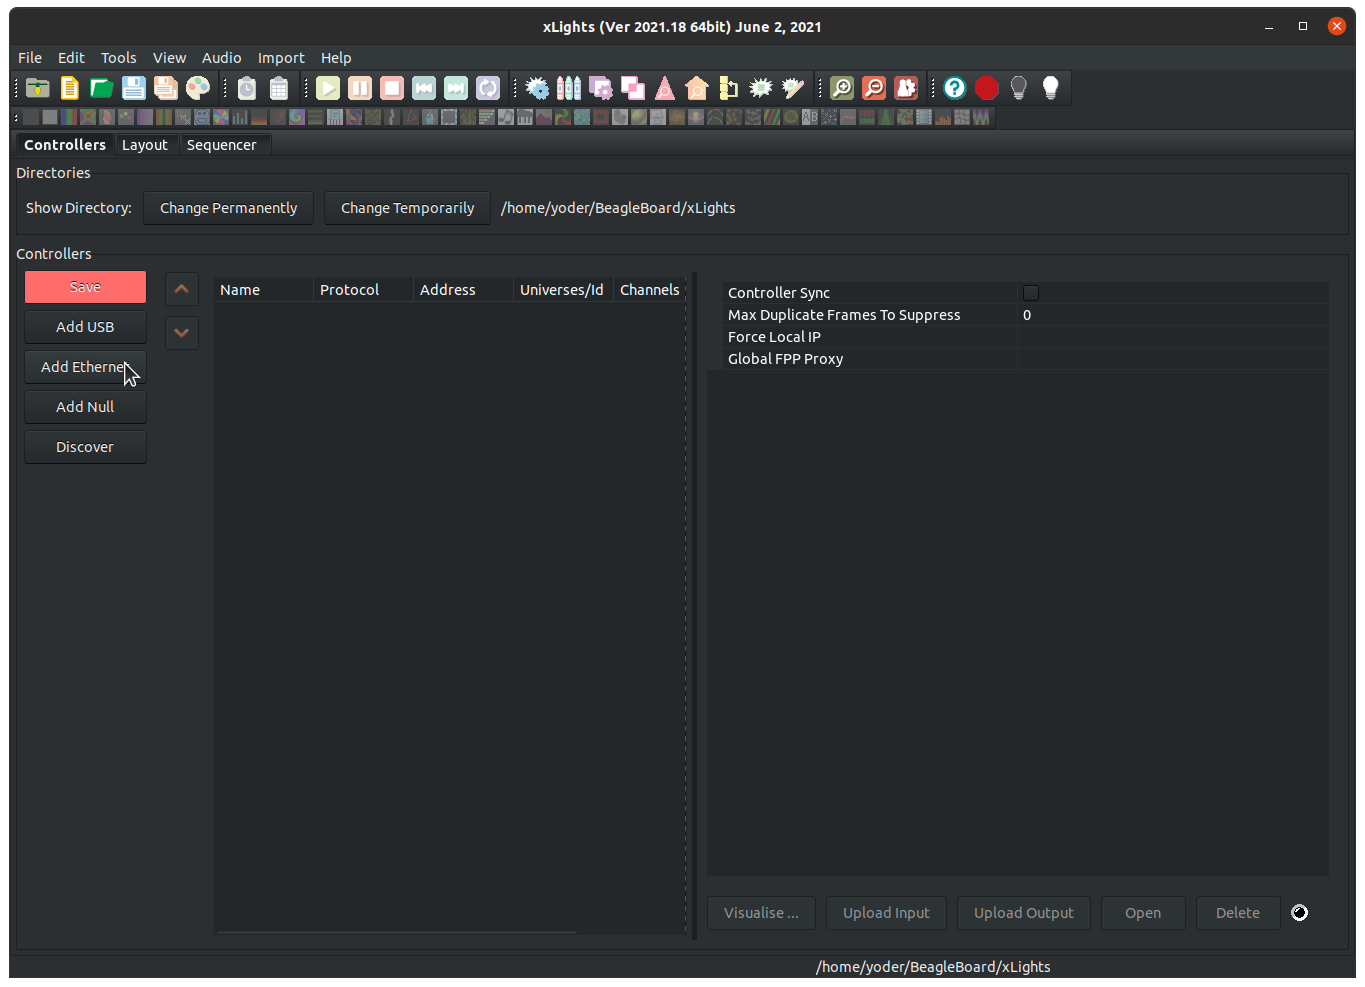 xLights (Ver 2021.18 64bit) June 2, 2021
File Edit Tools View Audio Import Help
Controllers Layout Sequencer
Directories
Show Directory: Change Permanently Change Temporarily /home/yoder/BeagleBoard/xLights
Controllers
Save
Add USB
Add Etherne
Add Null
Discover
Name Protocol Address Universes/Id Channels
Controller Sync
Max Duplicate Frames To Suppress 0
Force Local IP
Global FPP Proxy
Visualise ... Upload Input Upload Output Open Delete
/home/yoder/BeagleBoard/xLights